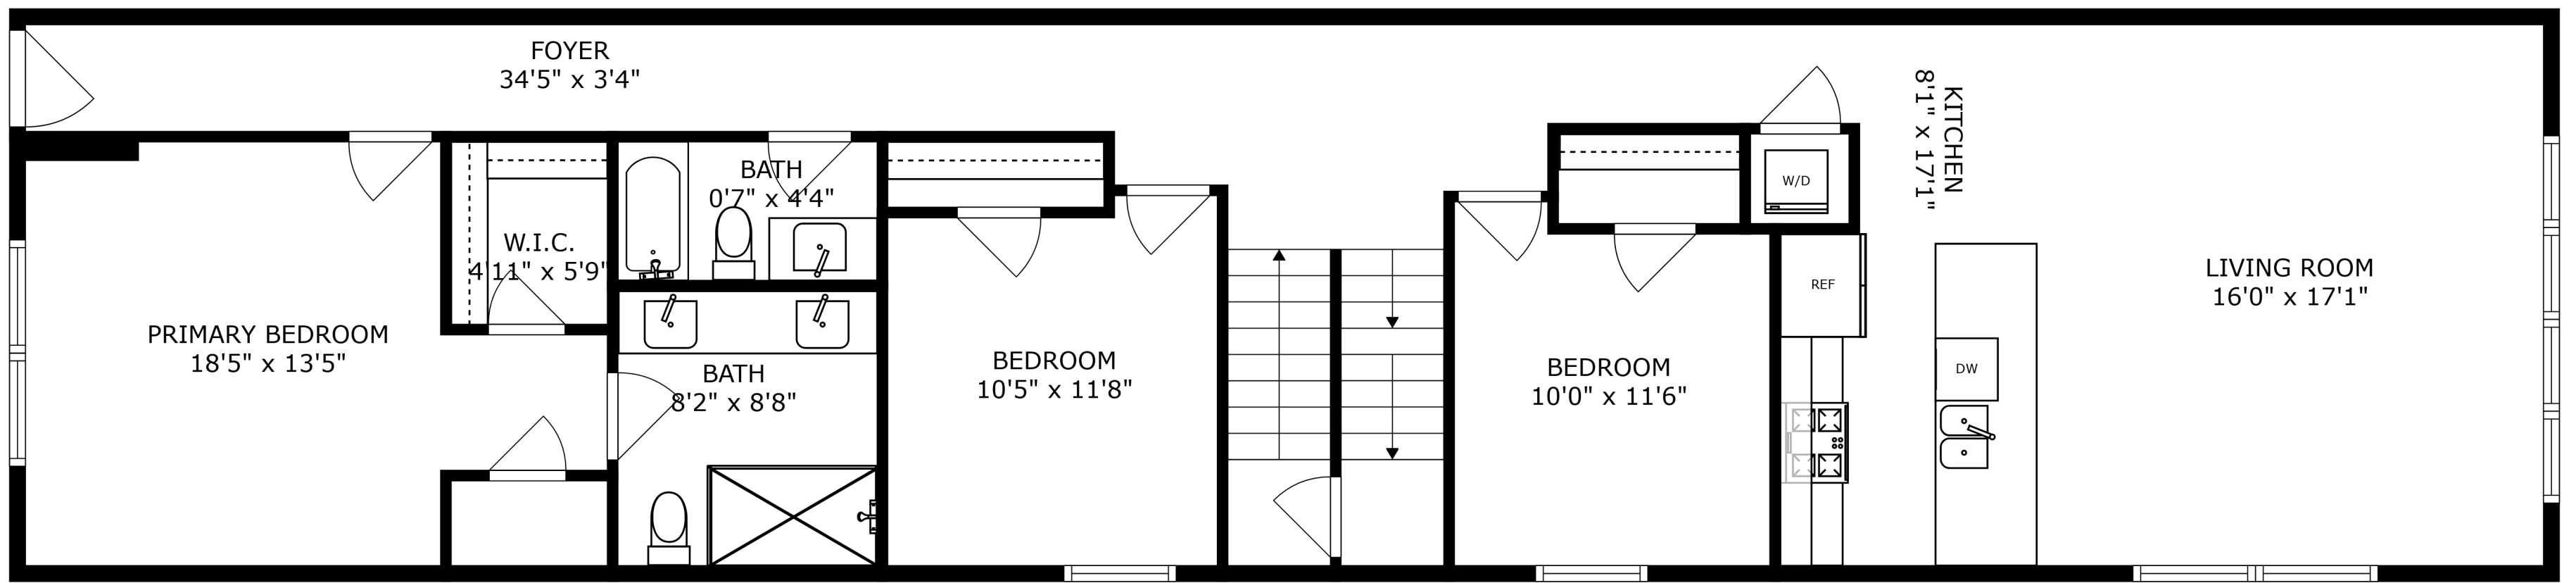 FOYER
34'5" x 3'4"
BATH
0'7" x 4'4"
W.I.C.
4'11" x 5'9"
PRIMARY BEDROOM
18'5" x 13'5"
BATH
8'2" x 8'8"
BEDROOM
10'5" x 11'8"
BEDROOM
10'0" x 11'6"
W/D
REF
KITCHEN
8'1" x 17'1"
DW
LIVING ROOM
16'0" x 17'1"